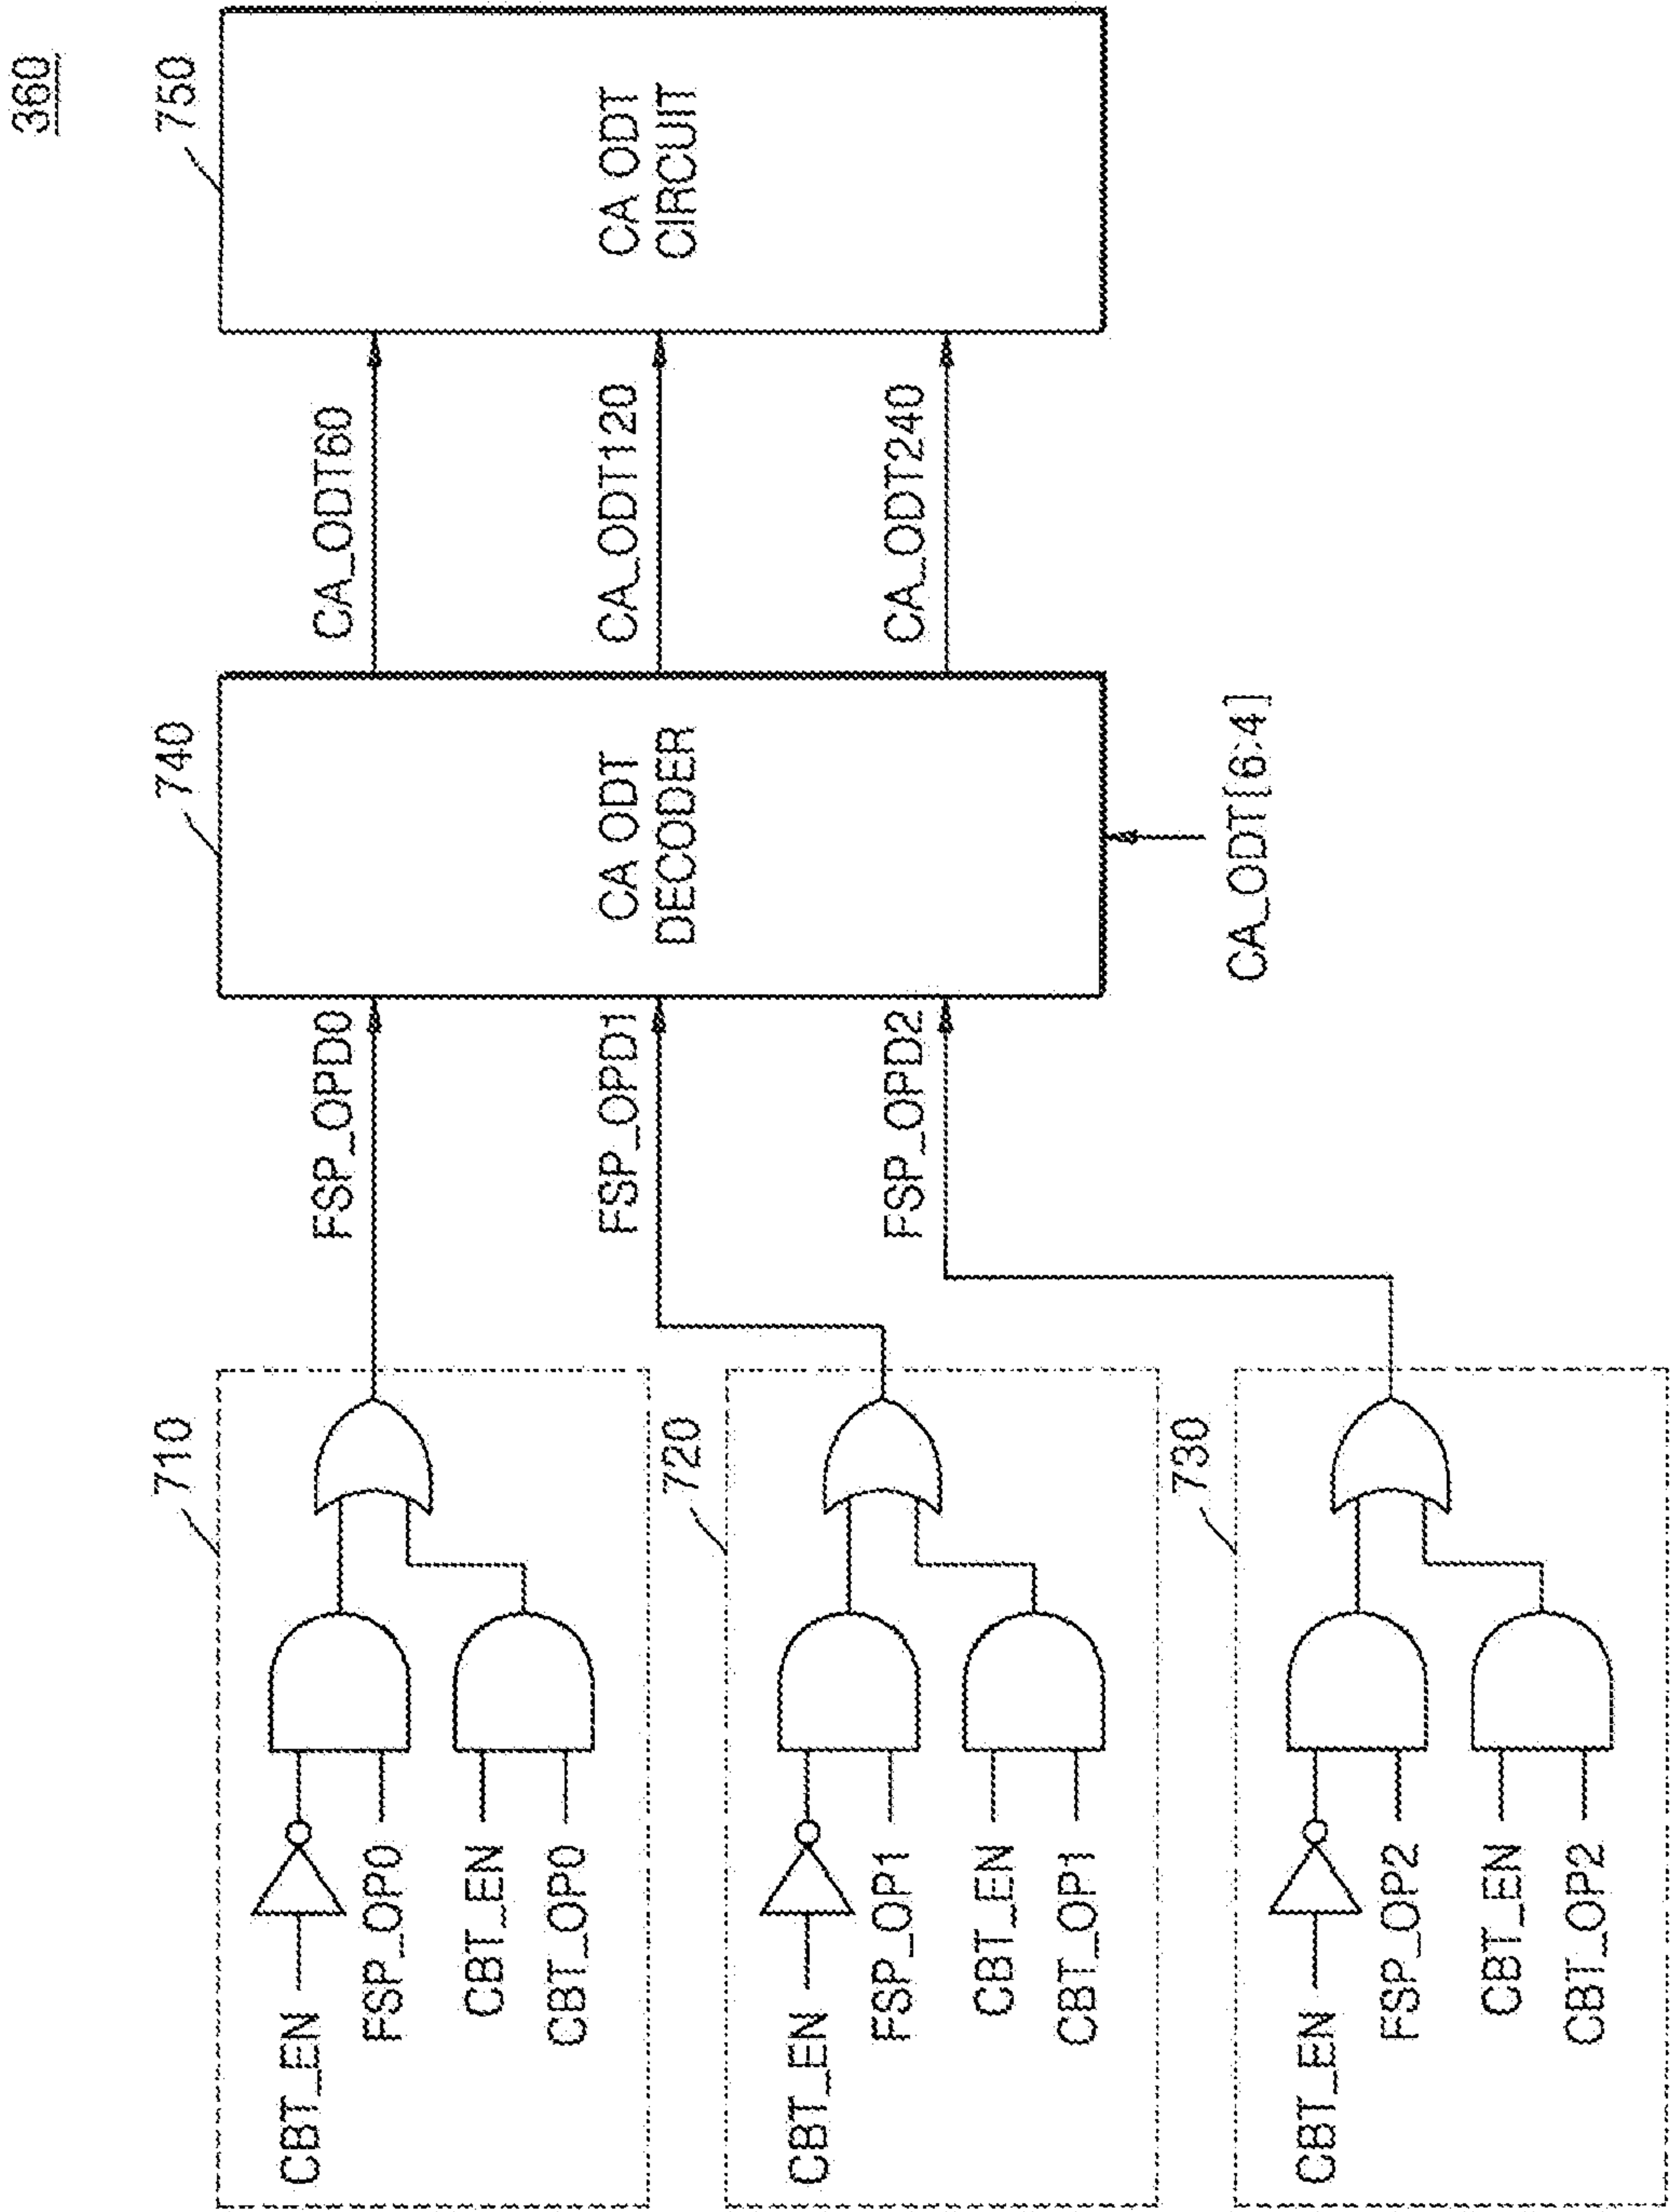 360
710
CBT_EN
FSP_OP0
CBT_EN
CBT_OP0
720
CBT_EN
FSP_OP1
CBT_EN
CBT_OP1
730
CBT_EN
FSP_OP2
CBT_EN
CBT_OP2
FSP_OPD0
FSP_OPD1
FSP_OPD2
740
CA ODT
DECODER
CA_ODT[6:4]
CA_ODT60
CA_ODT120
CA_ODT240
750
CA ODT
CIRCUIT